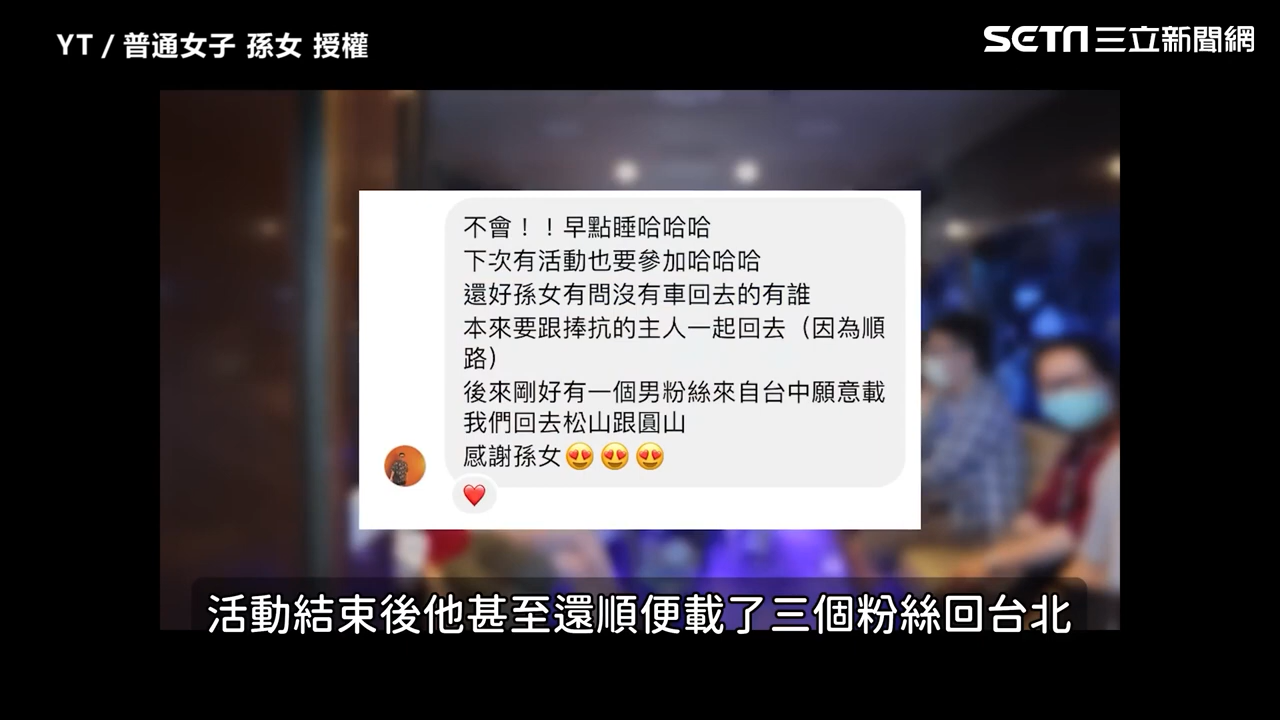 YT / 普通女子 孫女 授權
SETN三立新聞網
不會！！早點睡哈哈哈
下次有活動也要參加哈哈哈
還好孫女有問沒有車回去的有誰
本來要跟捧抗的主人一起回去（因為順
路）
後來剛好有一個男粉絲來自台中願意載
我們回去松山跟圓山
感謝孫女😍😍😍
活動結束後他甚至還順便載了三個粉絲回台北